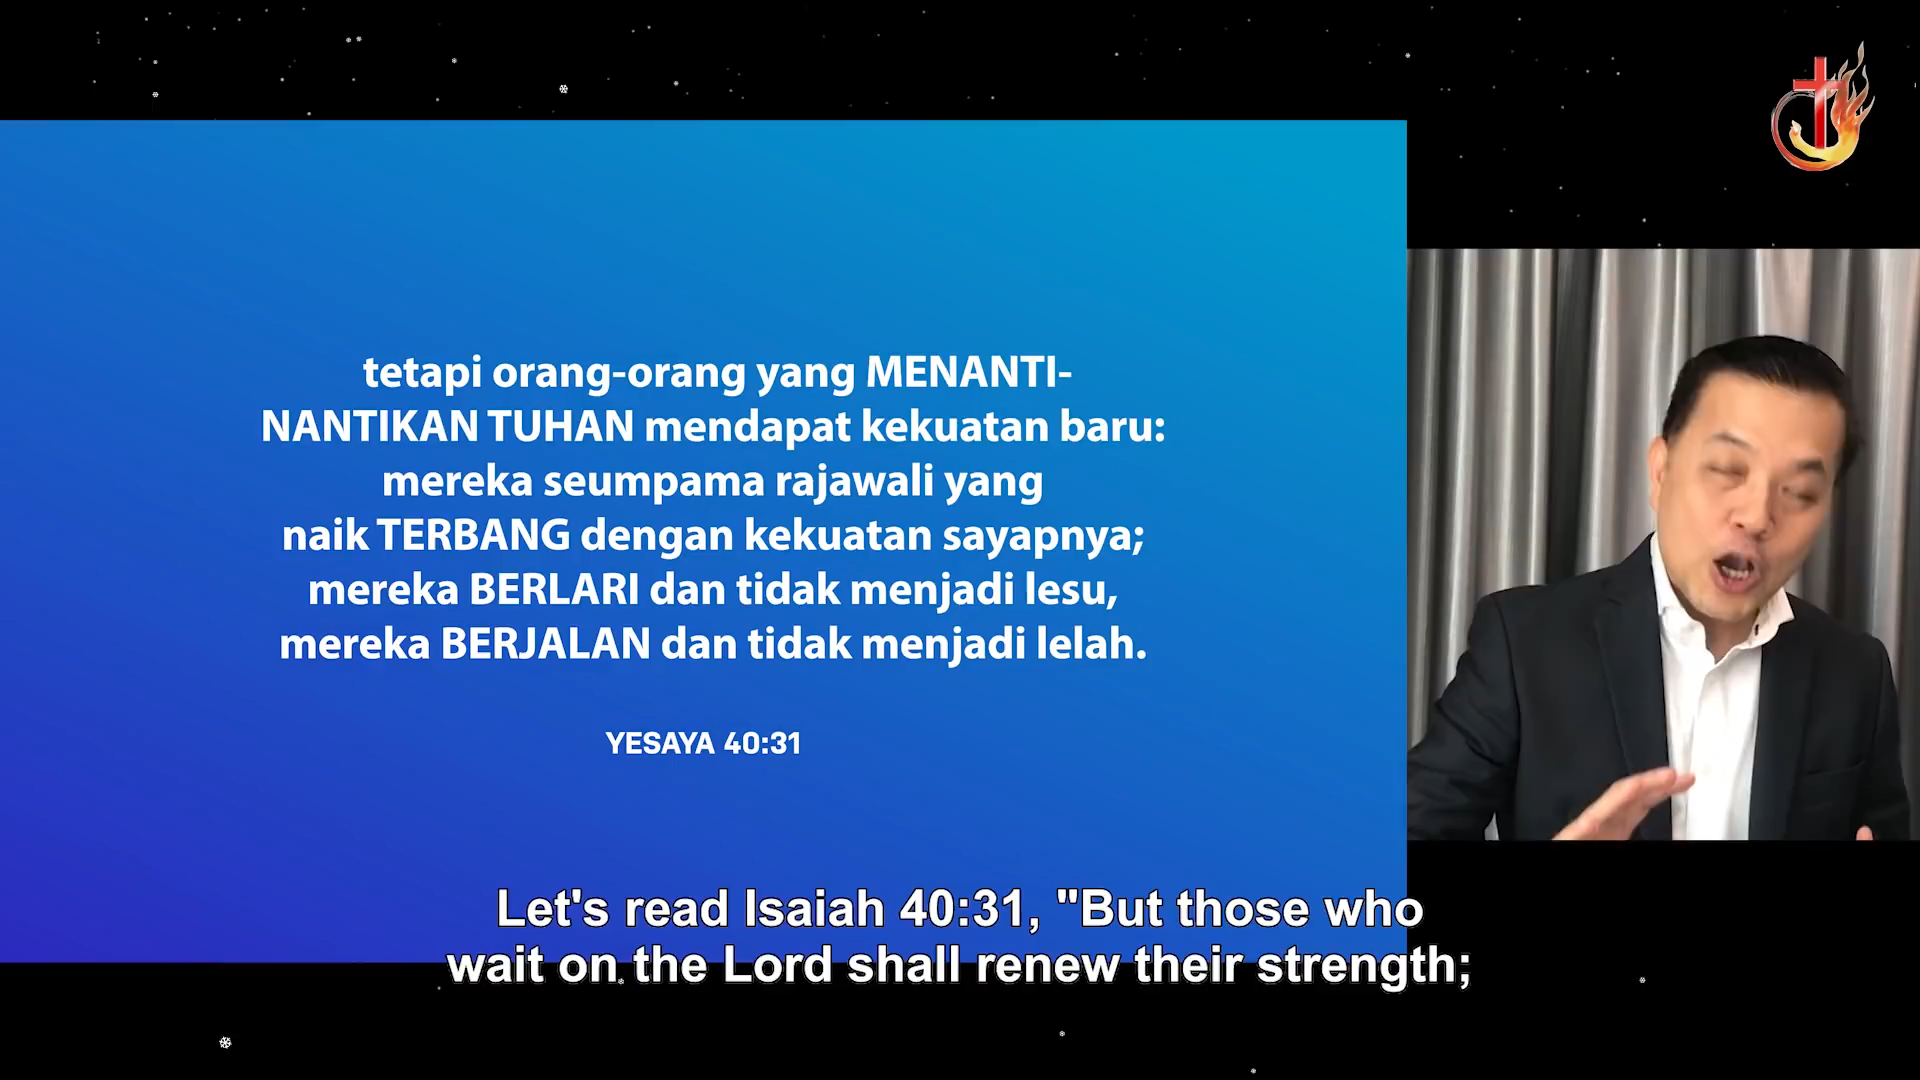 tetapi orang-orang yang MENANTI-
NANTIKAN TUHAN mendapat kekuatan baru:
mereka seumpama rajawali yang
naik TERBANG dengan kekuatan sayapnya;
mereka BERLARI dan tidak menjadi lesu,
mereka BERJALAN dan tidak menjadi lelah.
YESAYA 40:31
Let's read Isaiah 40:31, "But those who
wait on the Lord shall renew their strength;